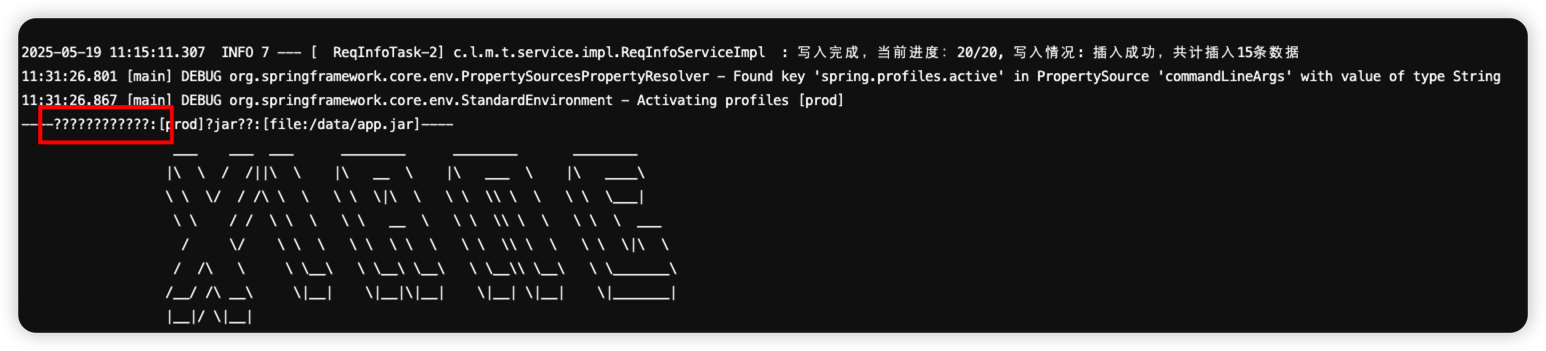 2025-05-19 11:15:11.307  INFO 7 --- [  ReqInfoTask-2] c.l.m.t.service.impl.ReqInfoServiceImpl  : 写入完成，当前进度：20/20, 写入情况: 插入成功，共计插入15条数据
11:31:26.801 [main] DEBUG org.springframework.core.env.PropertySourcesPropertyResolver - Found key 'spring.profiles.active' in PropertySource 'commandLineArgs' with value of type String
11:31:26.867 [main] DEBUG org.springframework.core.env.StandardEnvironment - Activating profiles [prod]
----????????????:[prod]?jar??:[file:/data/app.jar]----